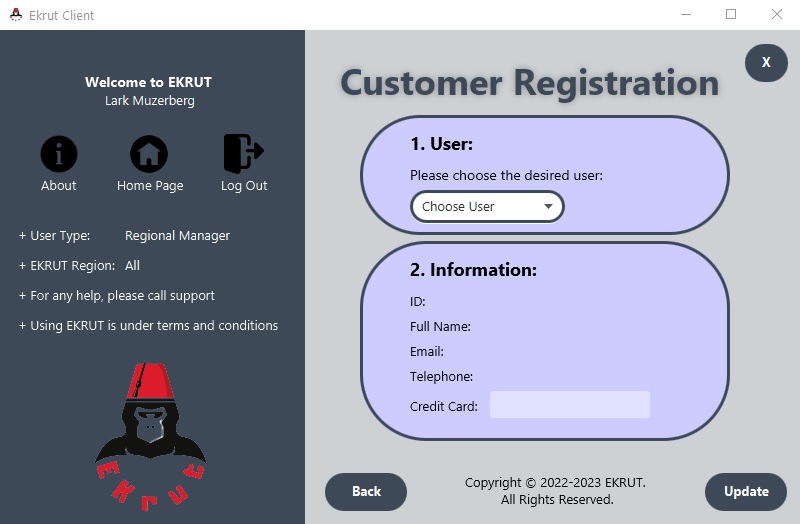 Ekrut Client
Welcome to EKRUT
Lark Muzerberg
About
Home Page
Log Out
+ User Type: Regional Manager
+ EKRUT Region: All
+ For any help, please call support
+ Using EKRUT is under terms and conditions
EKrut
X
Customer Registration
1. User:
Please choose the desired user:
Choose User
2. Information:
ID:
Full Name:
Email:
Telephone:
Credit Card:
Back
Copyright © 2022-2023 EKRUT.
All Rights Reserved.
Update